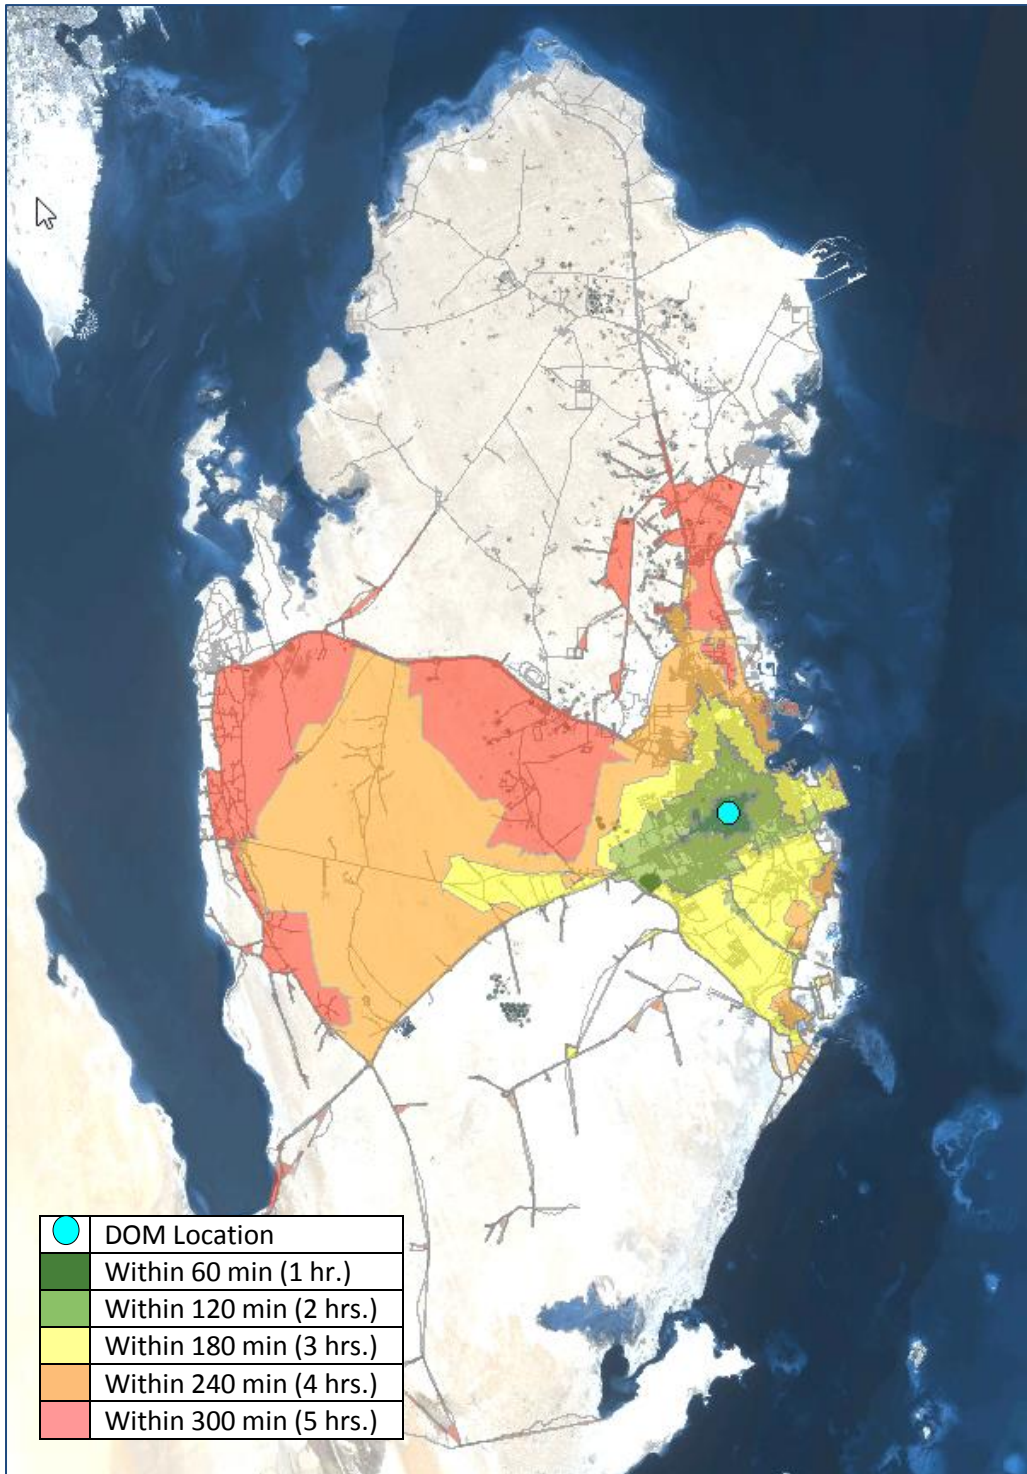 DOM Location
Within 60 min (1 hr.)
Within 120 min (2 hrs.)
Within 180 min (3 hrs.)
Within 240 min (4 hrs.)
Within 300 min (5 hrs.)